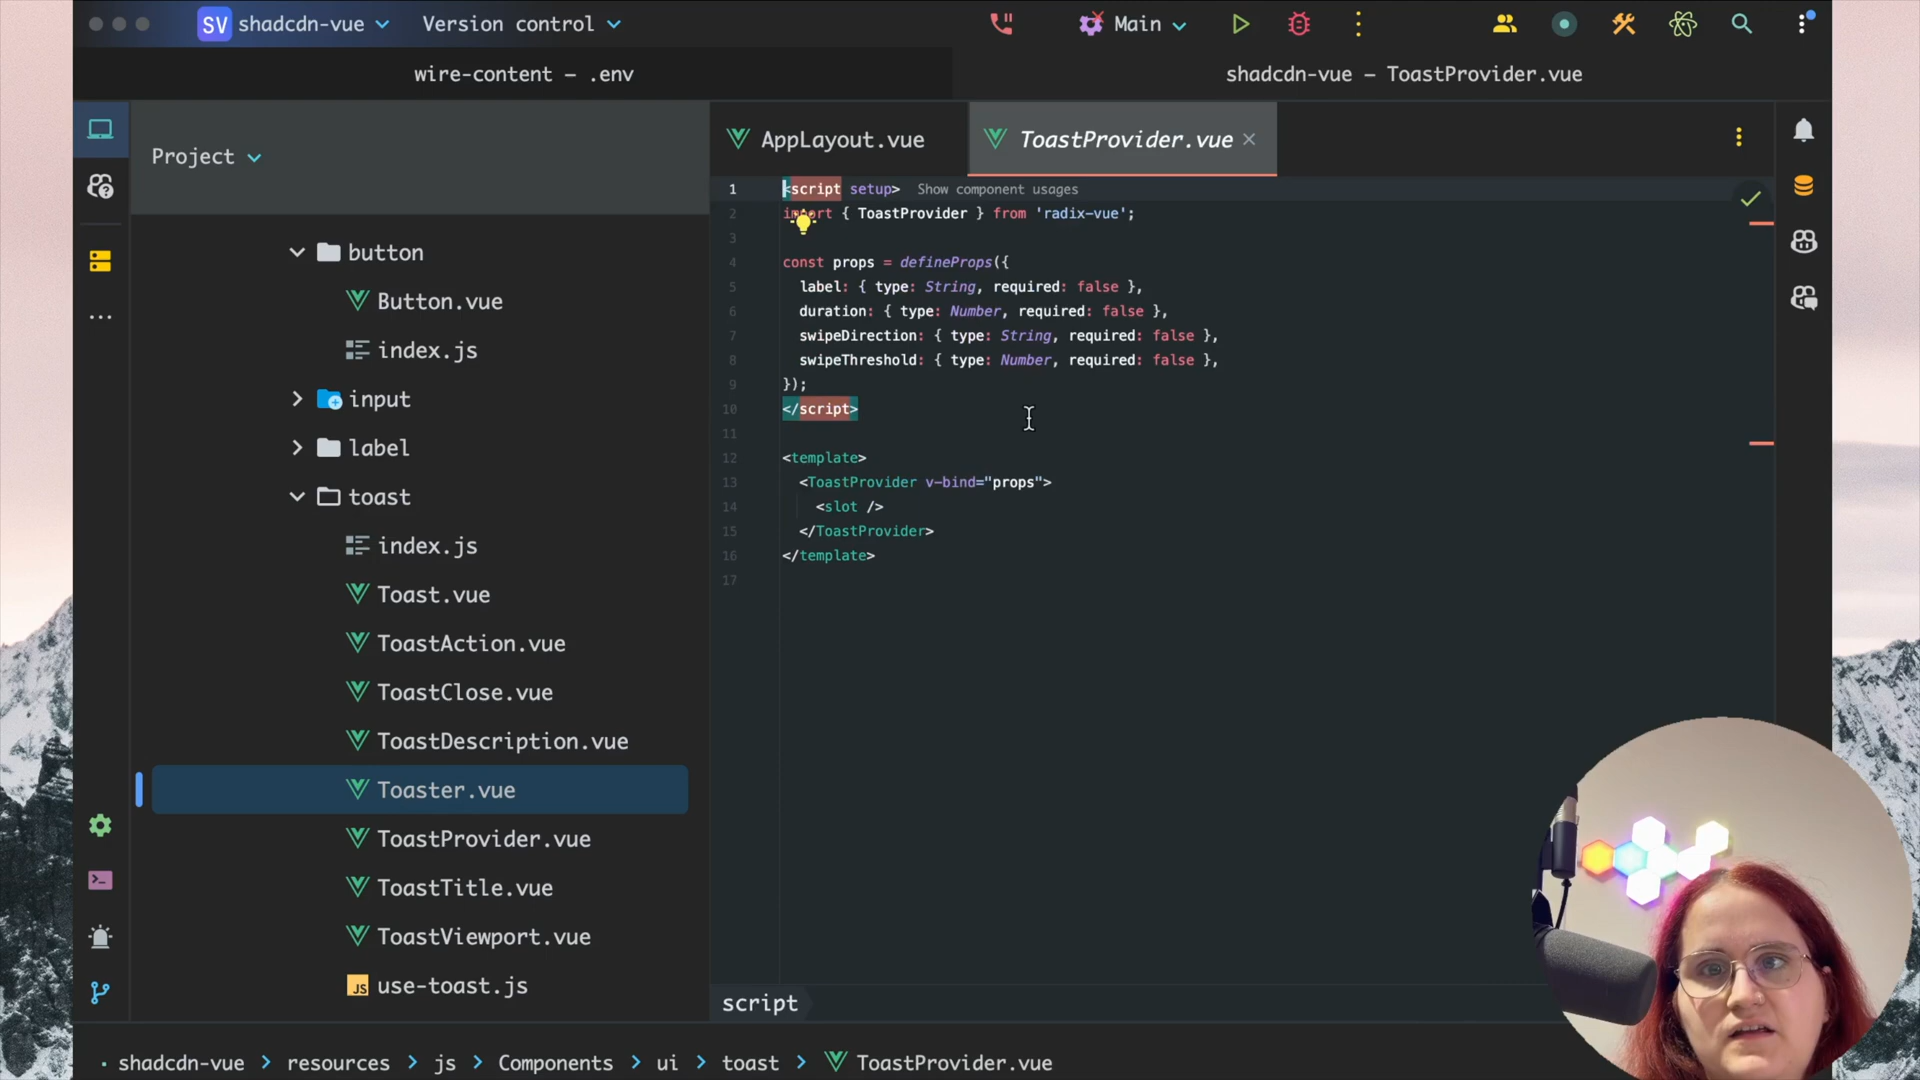 SV shadcdn-vue Version control Main
wire-content – .env shadcdn-vue – ToastProvider.vue
Project
AppLayout.vue ToastProvider.vue
button
Button.vue
index.js
input
label
toast
index.js
Toast.vue
ToastAction.vue
ToastClose.vue
ToastDescription.vue
Toaster.vue
ToastProvider.vue
ToastTitle.vue
ToastViewport.vue
JS use-toast.js
1 <script setup> Show component usages
2 import { ToastProvider } from 'radix-vue';
3
4 const props = defineProps({
5 label: { type: String, required: false },
6 duration: { type: Number, required: false },
7 swipeDirection: { type: String, required: false },
8 swipeThreshold: { type: Number, required: false },
9 });
10 </script>
11
12 <template>
13 <ToastProvider v-bind="props">
14 <slot />
15 </ToastProvider>
16 </template>
17
script
shadcdn-vue > resources > js > Components > ui > toast > ToastProvider.vue